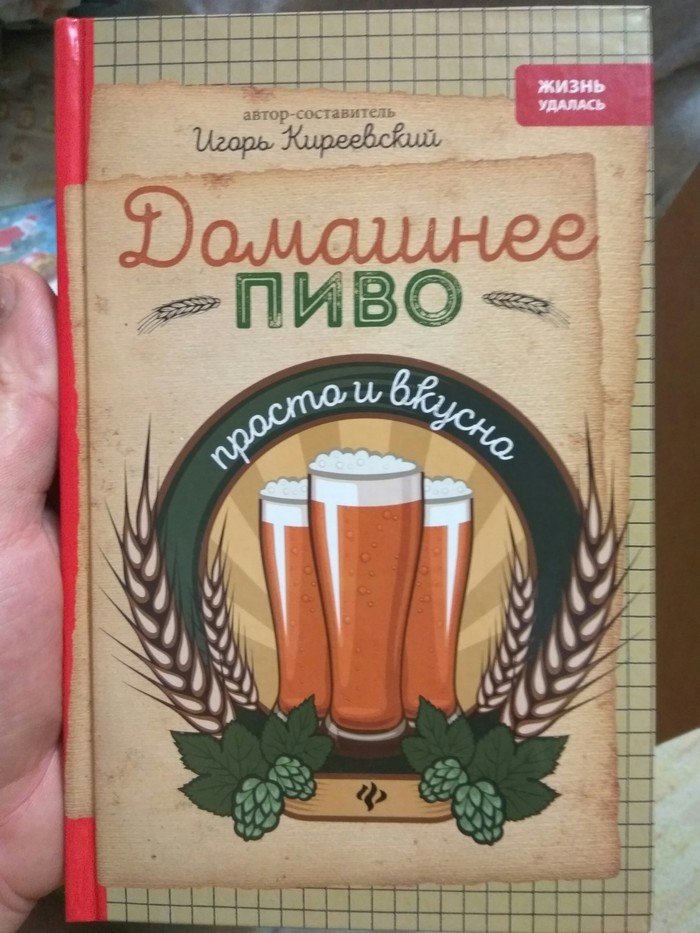 ЖИЗНЬ
УДАЛАСЬ
автор-составитель
Игорь Киреевский
Домашнее
ПИВО
просто и вкусно